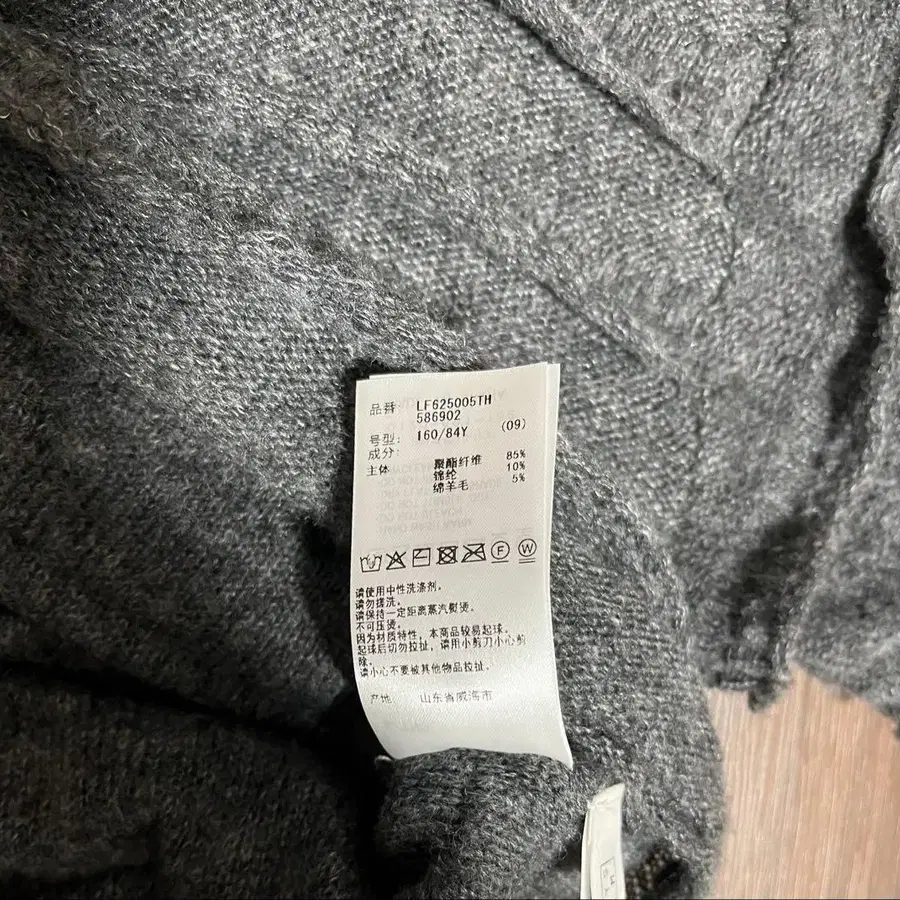 品番 LF625005TH
586902
号型: 160/84Y (09)
成分:
主体 聚酯纤维 85%
锦纶 10%
绵羊毛 5%
F W
请使用中性洗涤剂。
请勿搓洗。
请保持一定距离蒸汽熨烫。
不可压烫。
因为材质特性，本商品较易起球。
起球后切勿拉扯，请用小剪刀小心剪
除。
请小心不要被其他物品拉扯。
产地 山东省威海市